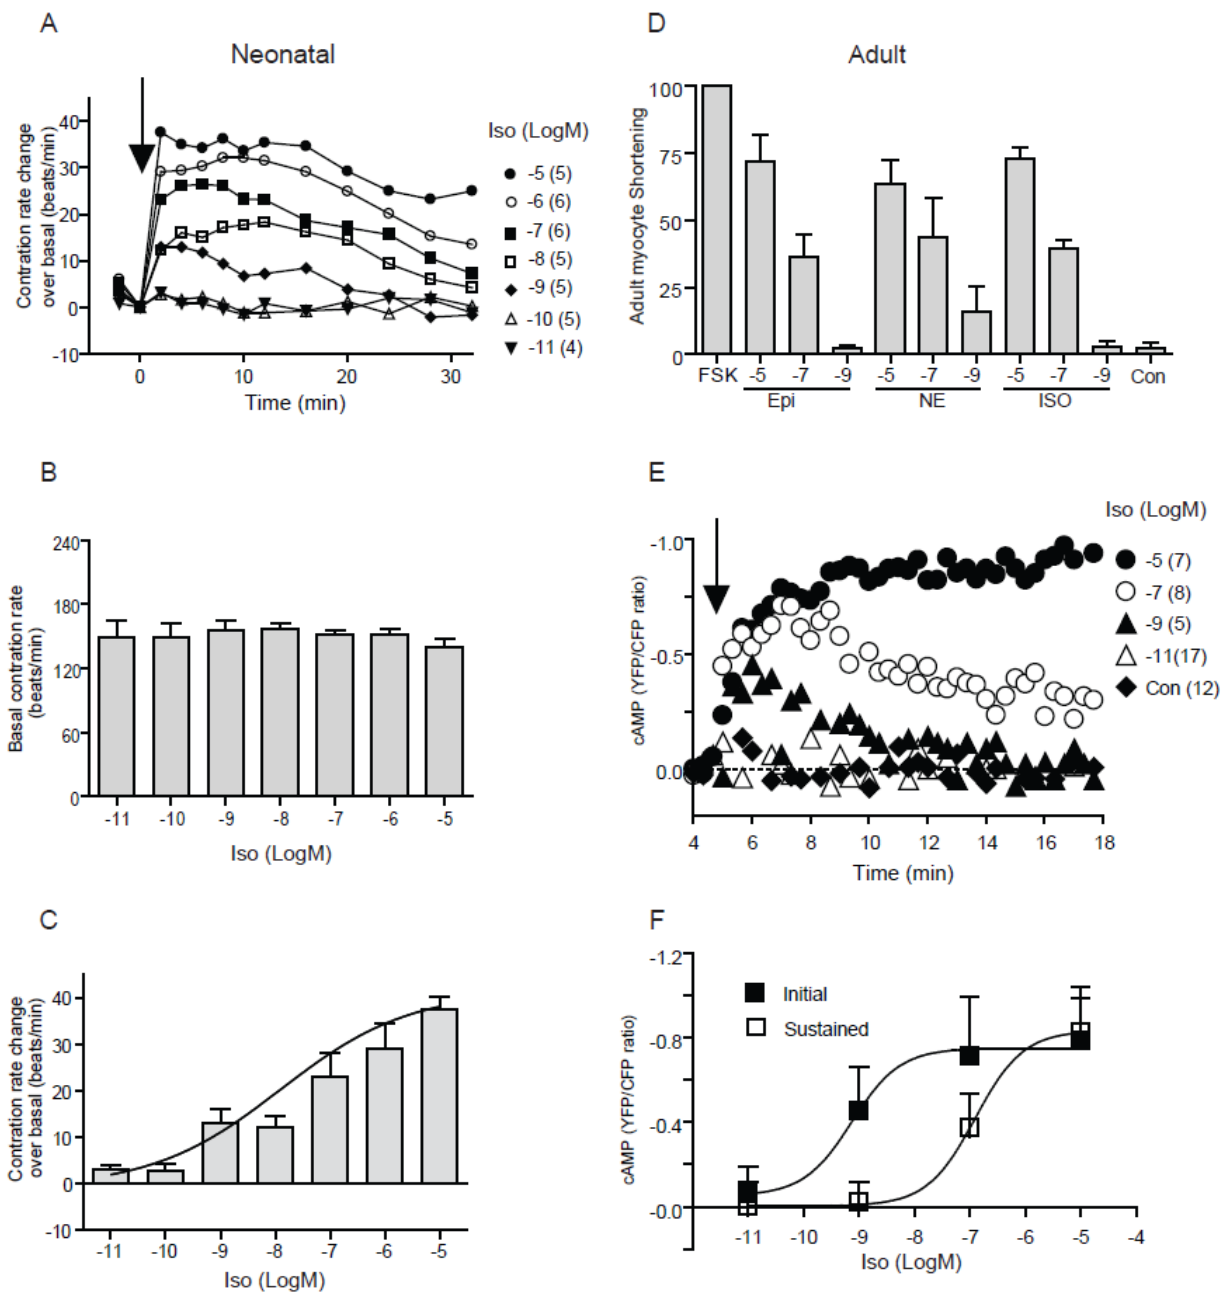 A
Neonatal
Contration rate change
over basal (beats/min)
40
30
20
10
0
-10
0
10
20
30
Time (min)
Iso (LogM)
-5 (5)
-6 (6)
-7 (6)
-8 (5)
-9 (5)
-10 (5)
-11 (4)
D
Adult
Adult myocyte Shortening
100
75
50
25
0
FSK
-5
-7
-9
-5
-7
-9
-5
-7
-9
Con
Epi
NE
ISO
B
Basal contration rate
(beats/min)
240
180
120
60
0
-11
-10
-9
-8
-7
-6
-5
Iso (LogM)
E
Iso (LogM)
cAMP (YFP/CFP ratio)
-1.0
-0.5
0.0
4
6
8
10
12
14
16
18
Time (min)
-5 (7)
-7 (8)
-9 (5)
-11(17)
Con (12)
C
Contration rate change
over basal (beats/min)
40
30
20
10
0
-10
-11
-10
-9
-8
-7
-6
-5
Iso (LogM)
F
cAMP (YFP/CFP ratio)
-1.2
-0.8
-0.4
-0.0
Initial
Sustained
-11
-10
-9
-8
-7
-6
-5
-4
Iso (LogM)